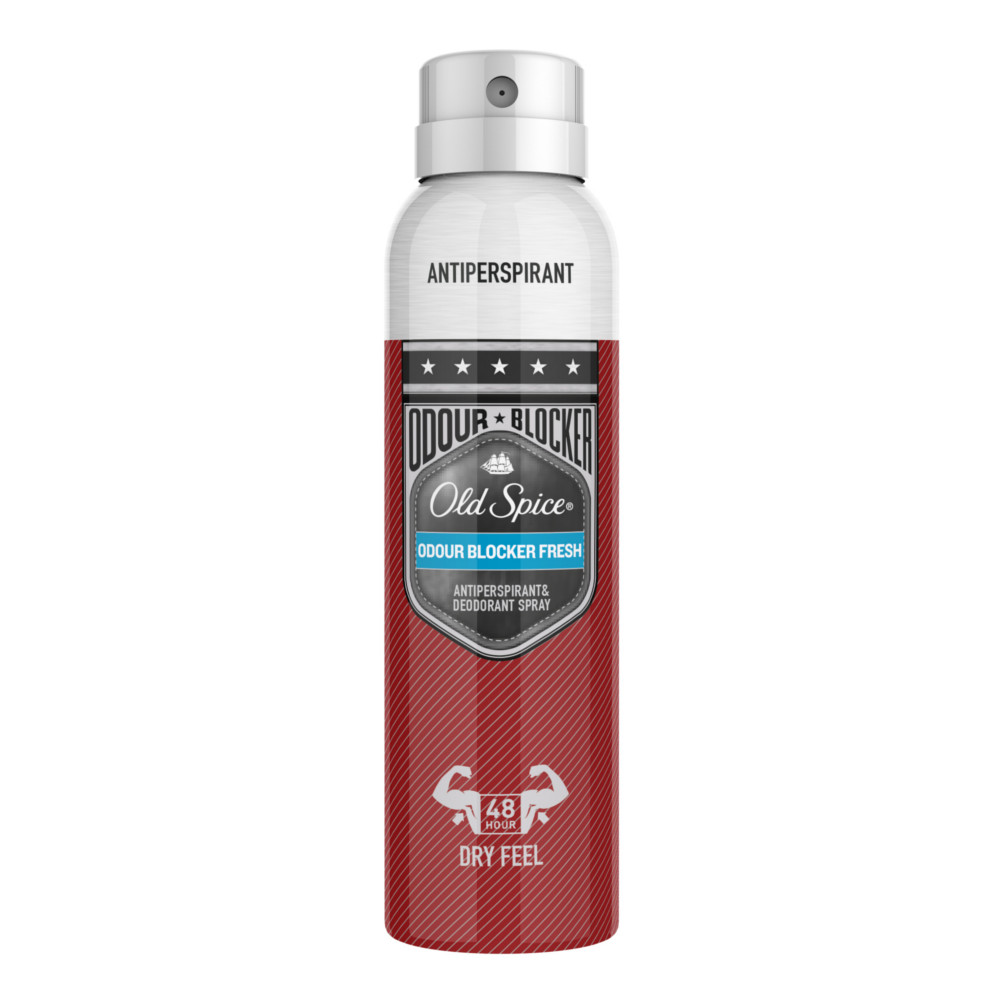 ANTIPERSPIRANT
ODOUR ★ BLOCKER
Old Spice®
ODOUR BLOCKER FRESH
ANTIPERSPIRANT&
DEODORANT SPRAY
48
HOUR
DRY FEEL